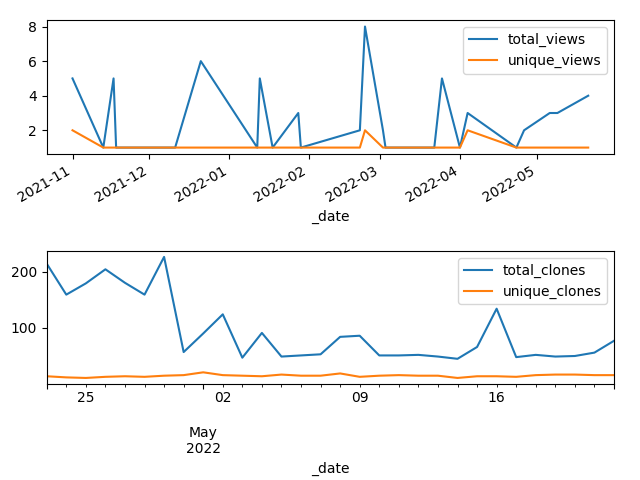 8
6
4
2
total_views
unique_views
2021-11
2021-12
2022-01
2022-02
2022-03
2022-04
2022-05
_date
200
100
total_clones
unique_clones
25
02
09
16
May
2022
_date